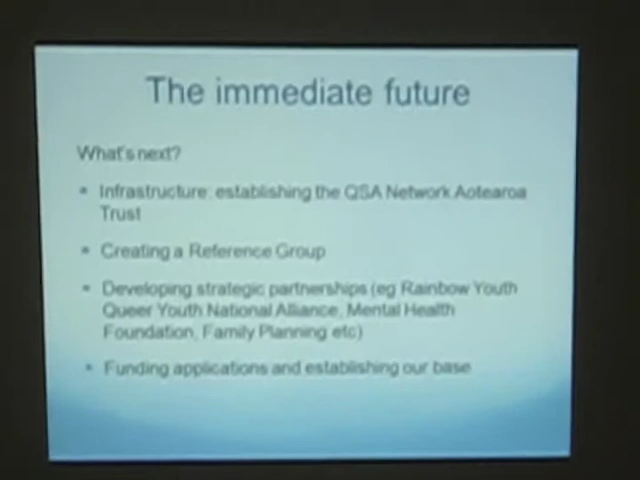 The immediate future
What's next?
• Infrastructure: establishing the QSA Network Aotearoa
Trust
• Creating a Reference Group
• Developing strategic partnerships (eg Rainbow Youth
Queer Youth National Alliance, Mental Health
Foundation, Family Planning etc)
• Funding applications and establishing our base